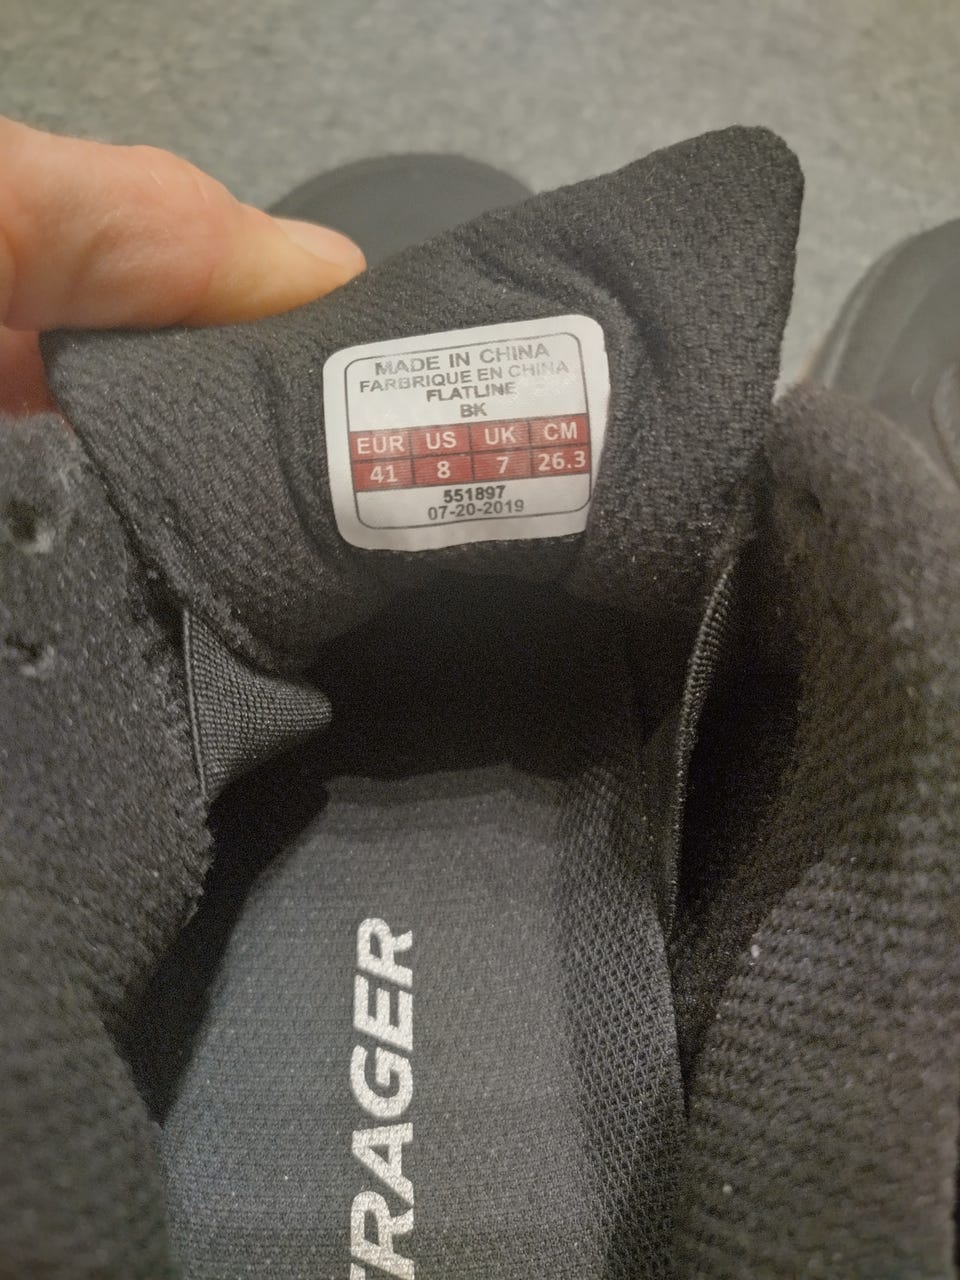 MADE IN CHINA
FARBRIQUE EN CHINA
FLATLINE
BK
EUR US UK CM
41 8 7 26.3
551897
07-20-2019
TRAGER